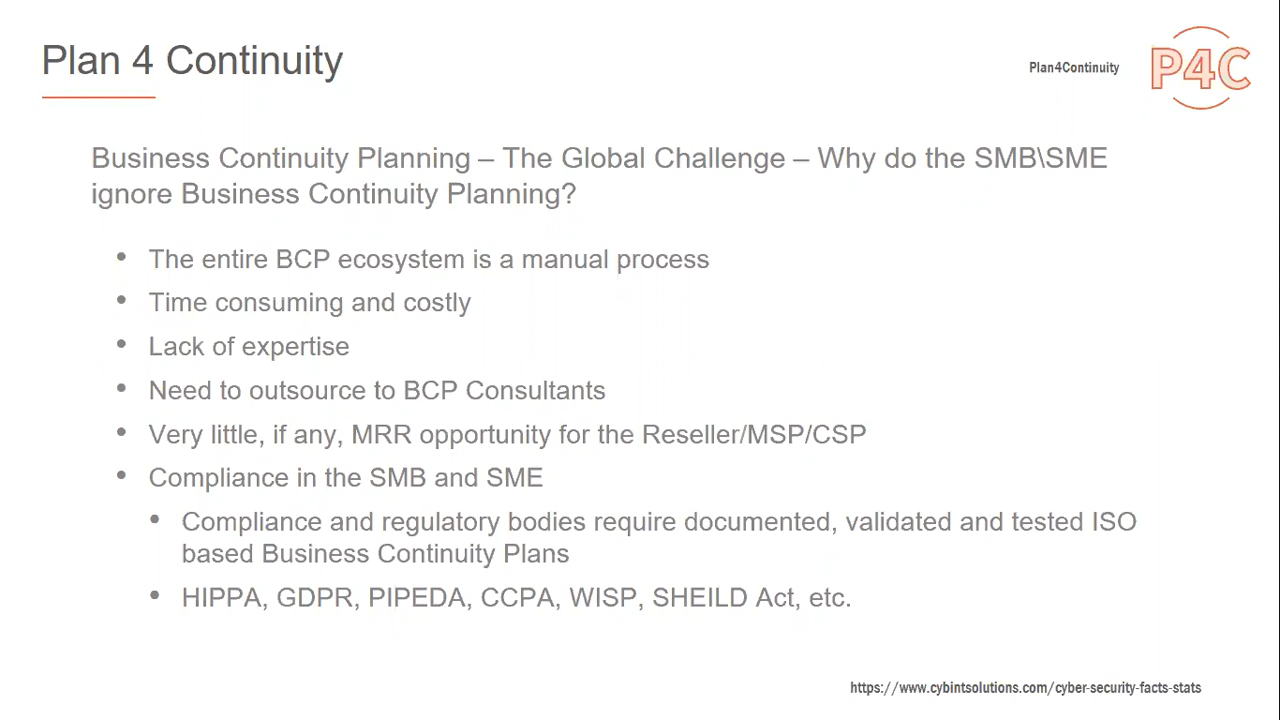 Plan 4 Continuity
Plan4Continuity
P4C
Business Continuity Planning – The Global Challenge – Why do the SMB\SME
ignore Business Continuity Planning?
• The entire BCP ecosystem is a manual process
• Time consuming and costly
• Lack of expertise
• Need to outsource to BCP Consultants
• Very little, if any, MRR opportunity for the Reseller/MSP/CSP
• Compliance in the SMB and SME
• Compliance and regulatory bodies require documented, validated and tested ISO
based Business Continuity Plans
• HIPPA, GDPR, PIPEDA, CCPA, WISP, SHEILD Act, etc.
https://www.cybintsolutions.com/cyber-security-facts-stats